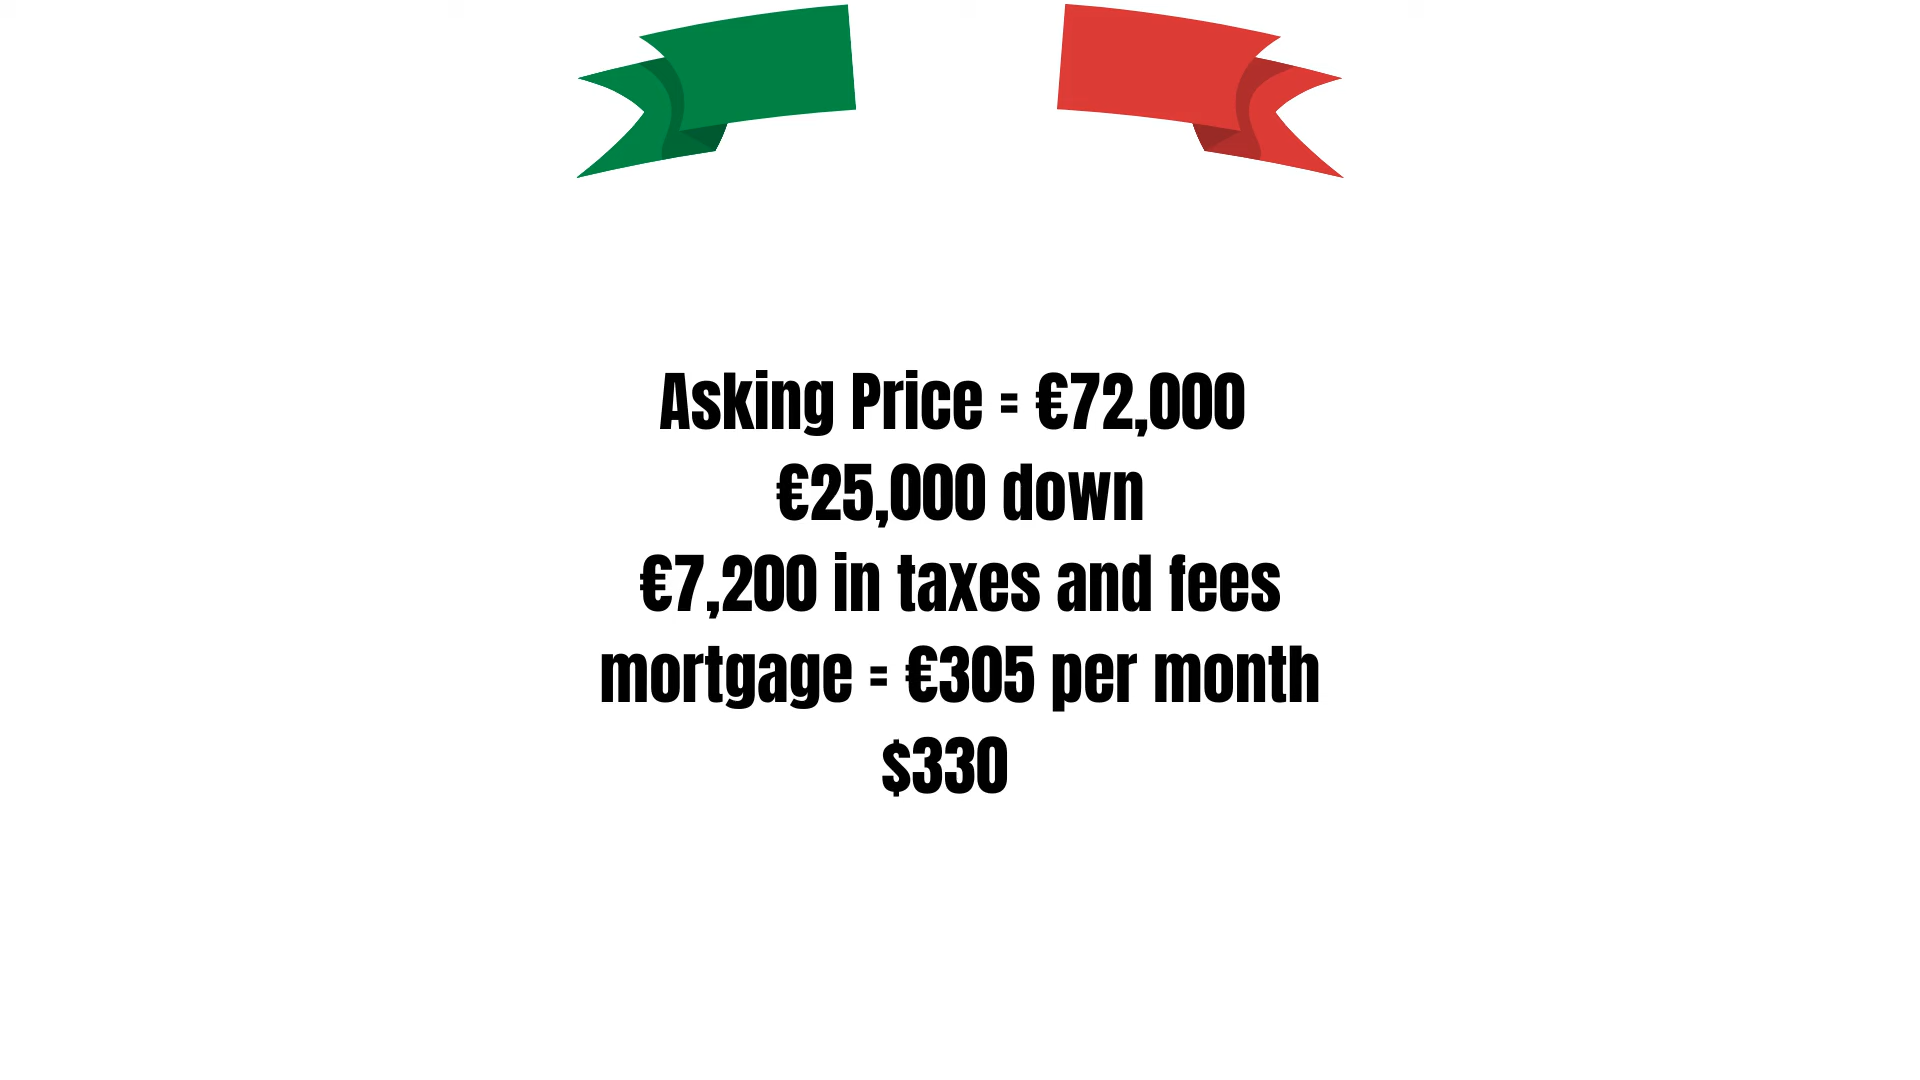 Asking Price = €72,000
€25,000 down
€7,200 in taxes and fees
mortgage = €305 per month
$330